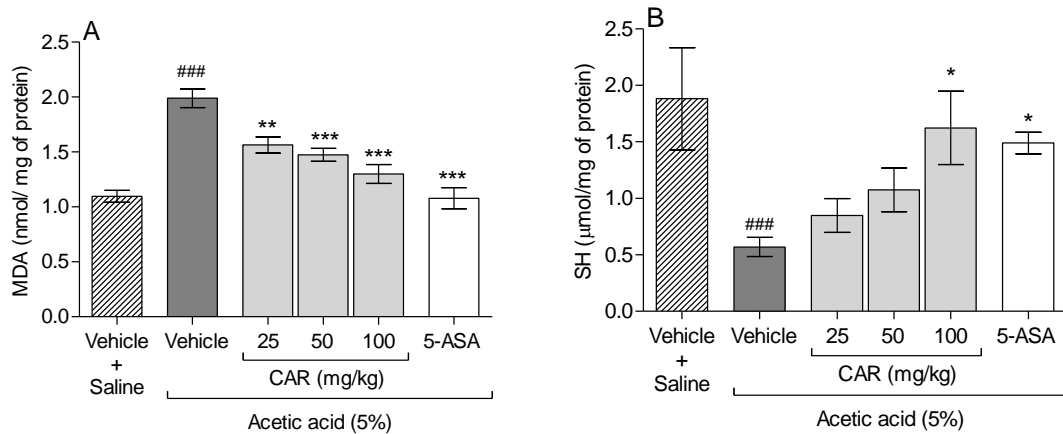 A
MDA (nmol/ mg of protein)
2.5
2.0
1.5
1.0
0.5
0.0
###
**
***
***
***
Vehicle
+
Saline
Vehicle
25
50
100
5-ASA
CAR (mg/kg)
Acetic acid (5%)
B
SH (μmol/mg of protein)
2.5
2.0
1.5
1.0
0.5
0.0
###
*
*
Vehicle
+
Saline
Vehicle
25
50
100
5-ASA
CAR (mg/kg)
Acetic acid (5%)